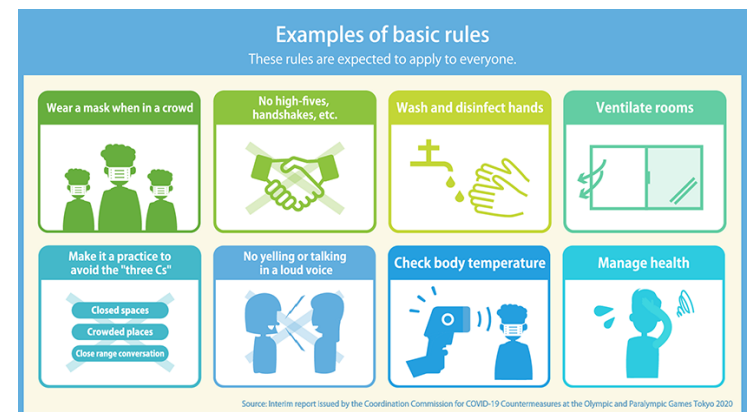 Examples of basic rules
These rules are expected to apply to everyone.
Wear a mask when in a crowd
No high-fives,
handshakes, etc.
Wash and disinfect hands
Ventilate rooms
Make it a practice to
avoid the "three Cs"
Closed spaces
Crowded places
Close range conversation
No yelling or talking
in a loud voice
Check body temperature
Manage health
Source: Interim report issued by the Coordination Commission for COVID-19 Countermeasures at the Olympic and Paralympic Games Tokyo 2020